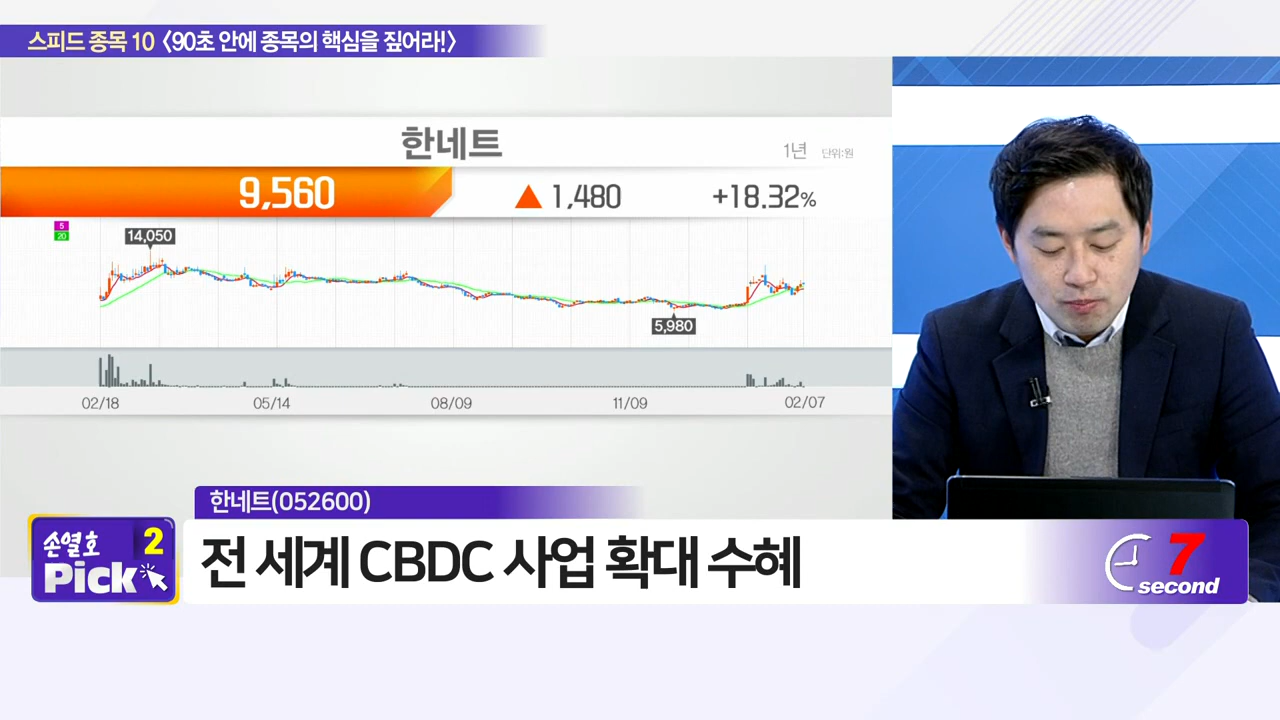 스피드 종목 10 〈90초 안에 종목의 핵심을 짚어라!〉
한네트
1년 단위:원
9,560 ▲ 1,480 +18.32%
5
20
14,050
5,980
02/18 05/14 08/09 11/09 02/07
한네트(052600)
손열호 2
Pick
전 세계 CBDC 사업 확대 수혜
7
second